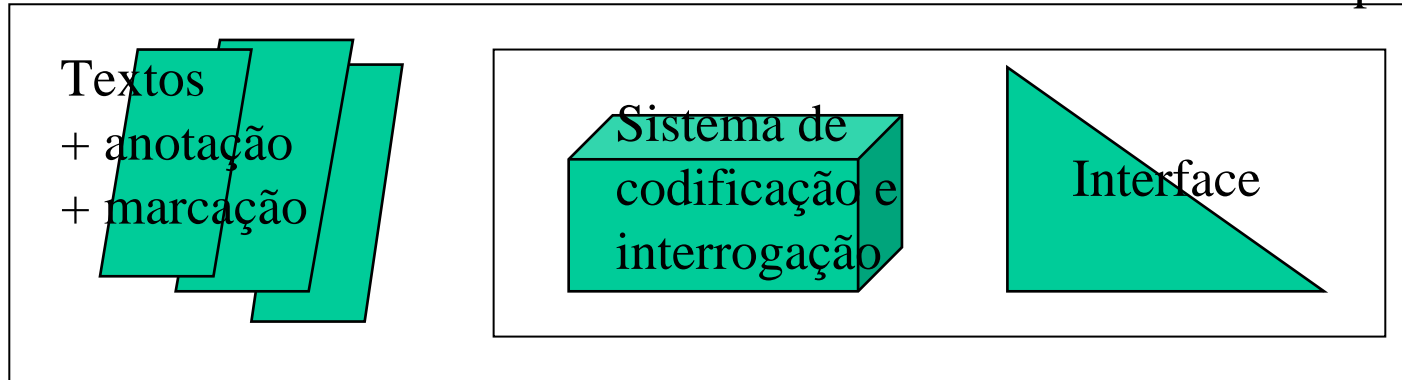 Textos
+ anotação
+ marcação
Sistema de
codificação e
interrogação
Interface